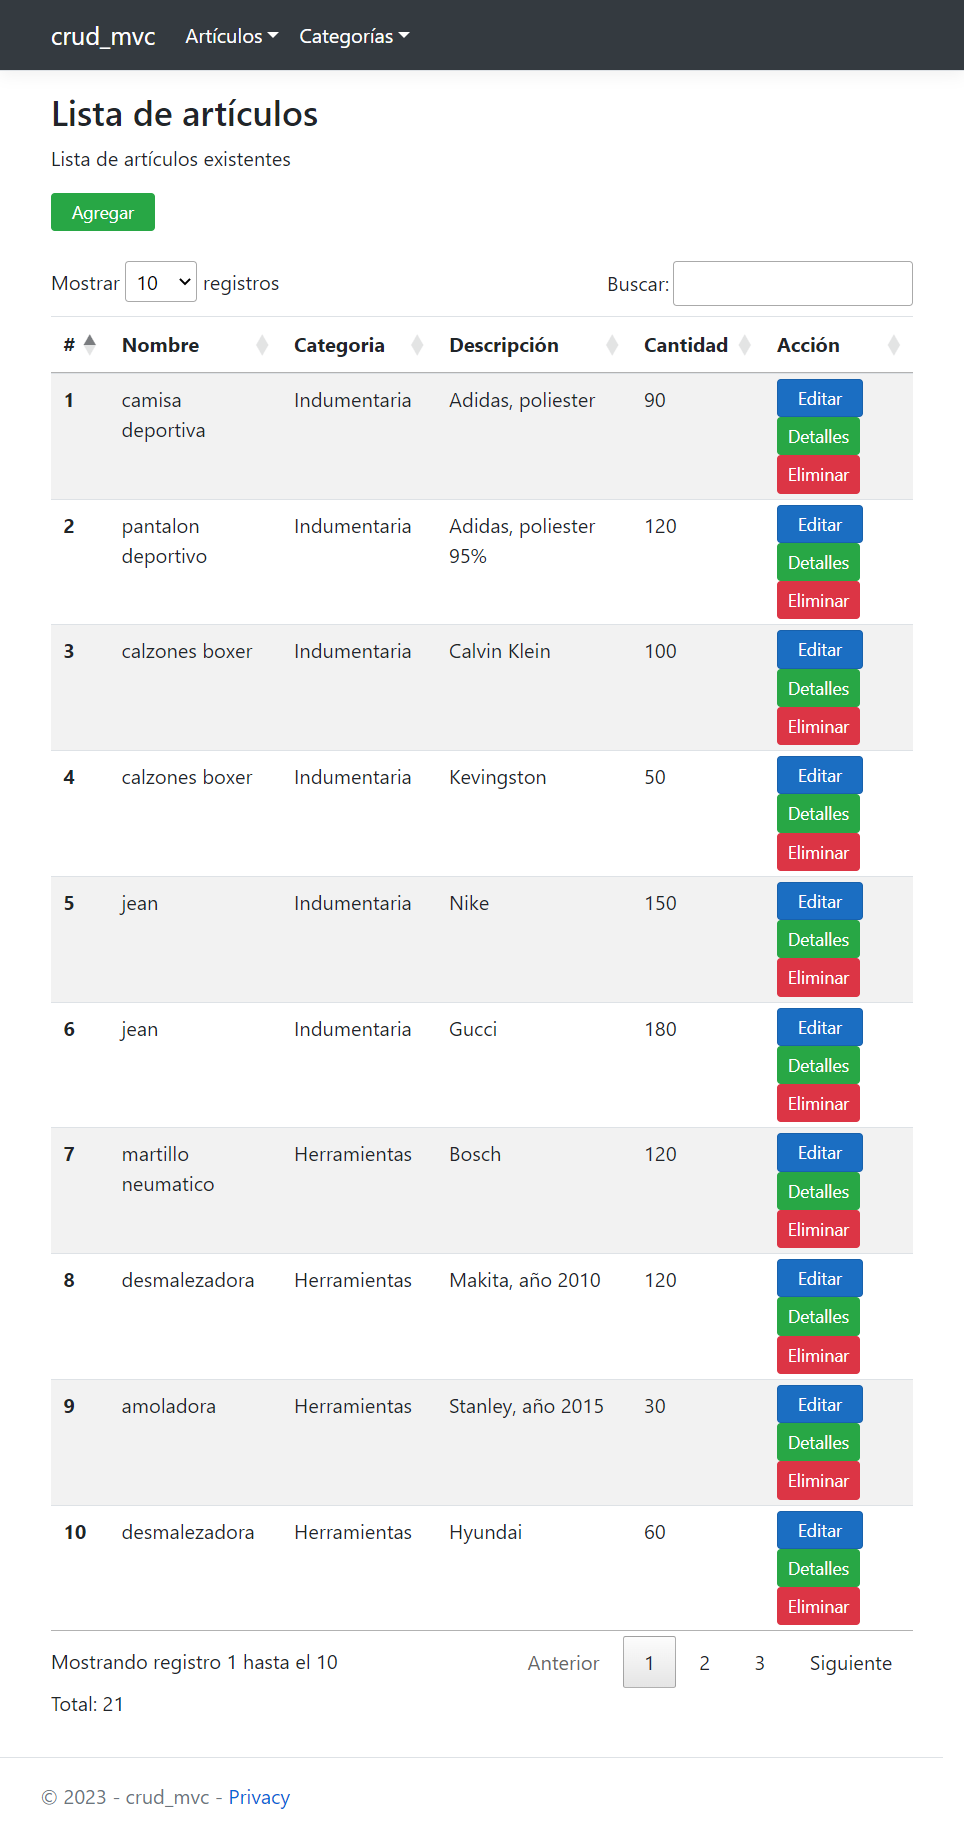 crud_mvc Artículos Categorías
Lista de artículos
Lista de artículos existentes
Agregar
Mostrar 10 registros Buscar:
# Nombre Categoria Descripción Cantidad Acción
1 camisa Indumentaria Adidas, poliester 90 Editar
deportiva Detalles
Eliminar
2 pantalon Indumentaria Adidas, poliester 120 Editar
deportivo 95% Detalles
Eliminar
3 calzones boxer Indumentaria Calvin Klein 100 Editar
Detalles
Eliminar
4 calzones boxer Indumentaria Kevingston 50 Editar
Detalles
Eliminar
5 jean Indumentaria Nike 150 Editar
Detalles
Eliminar
6 jean Indumentaria Gucci 180 Editar
Detalles
Eliminar
7 martillo Herramientas Bosch 120 Editar
neumatico Detalles
Eliminar
8 desmalezadora Herramientas Makita, año 2010 120 Editar
Detalles
Eliminar
9 amoladora Herramientas Stanley, año 2015 30 Editar
Detalles
Eliminar
10 desmalezadora Herramientas Hyundai 60 Editar
Detalles
Eliminar
Mostrando registro 1 hasta el 10 Anterior 1 2 3 Siguiente
Total: 21
© 2023 - crud_mvc - Privacy